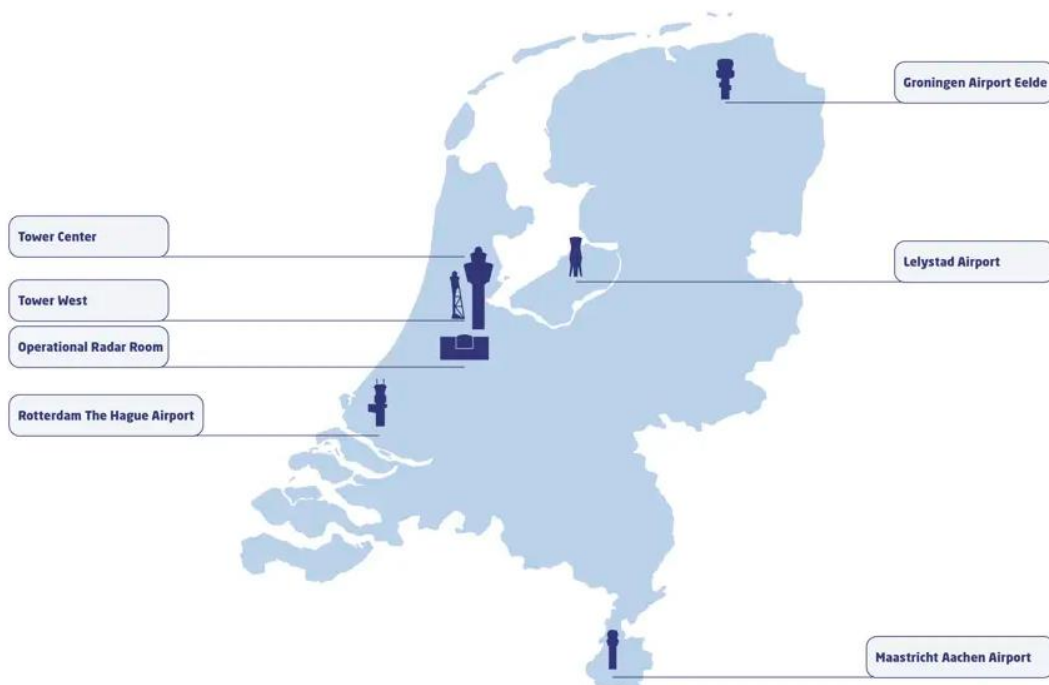 Groningen Airport Eelde
Tower Center
Lelystad Airport
Tower West
Operational Radar Room
Rotterdam The Hague Airport
Maastricht Aachen Airport